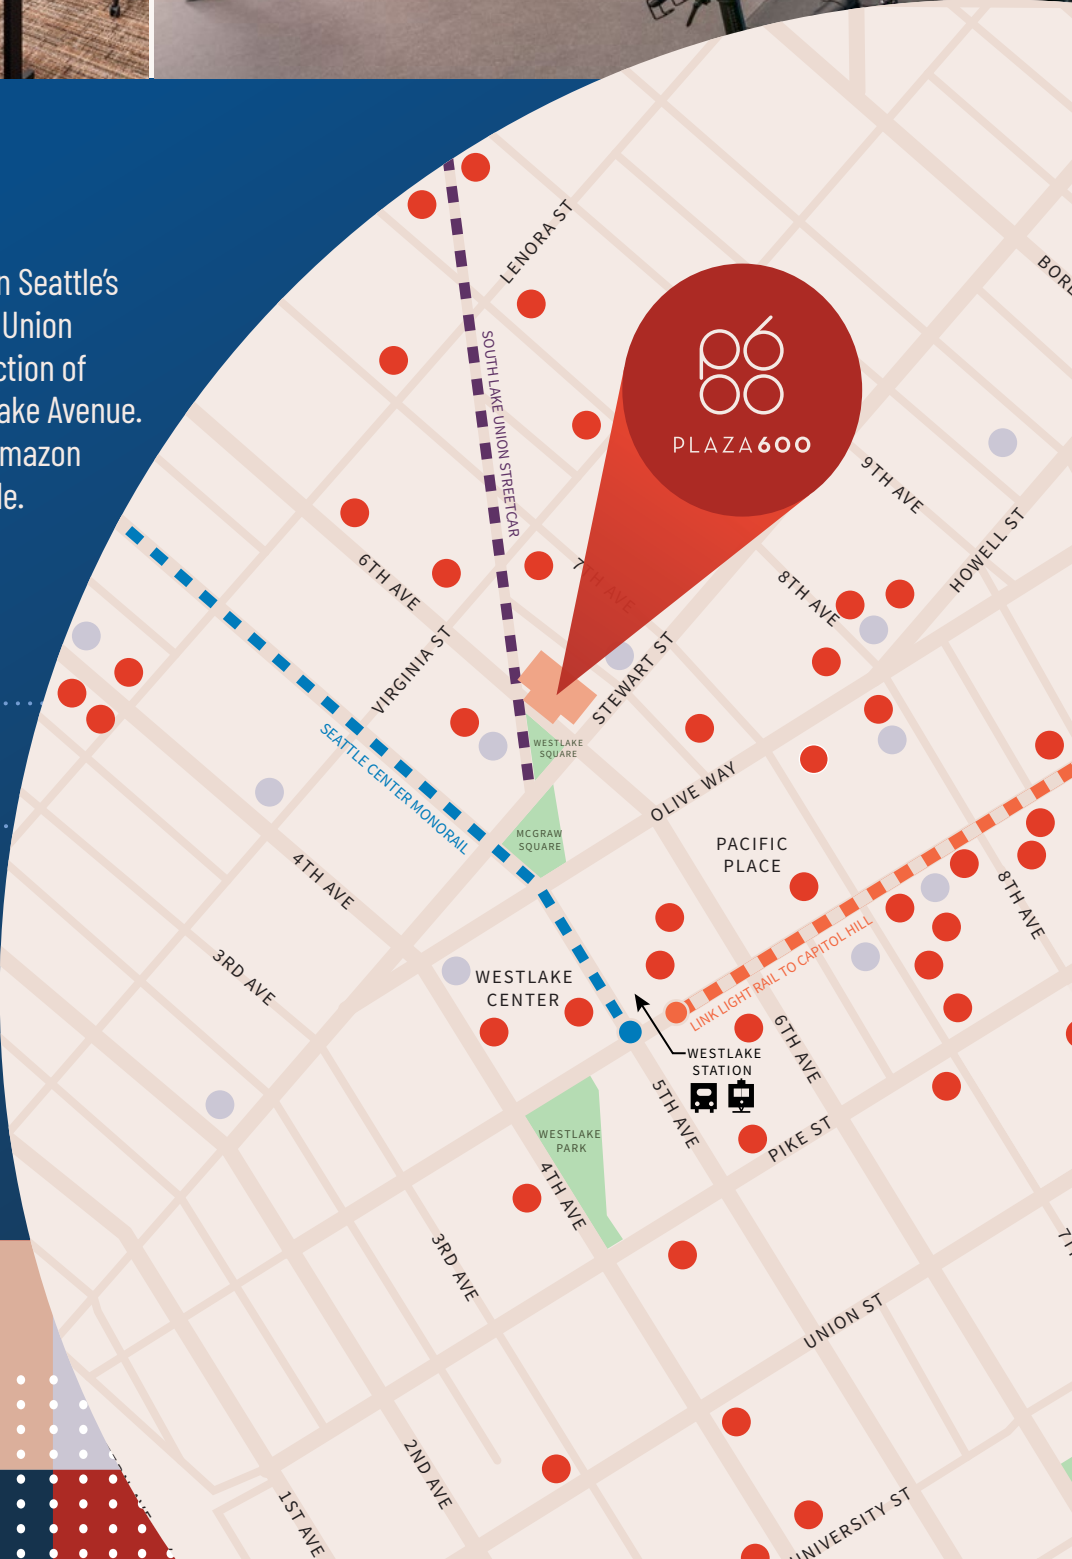 n Seattle’s
Union
ction of
ake Avenue.
mazon
le.
LENORA ST
SOUTH LAKE UNION STREETCAR
p600
PLAZA600
9TH AVE
HOWELL ST
6TH AVE
7TH AVE
8TH AVE
VIRGINIA ST
STEWART ST
SEATTLE CENTER MONORAIL
WESTLAKE
SQUARE
OLIVE WAY
MCGRAW
SQUARE
PACIFIC
PLACE
4TH AVE
8TH AVE
LINK LIGHT RAIL TO CAPITOL HILL
3RD AVE
WESTLAKE
CENTER
6TH AVE
WESTLAKE
STATION
5TH AVE
PIKE ST
WESTLAKE
PARK
4TH AVE
3RD AVE
UNION ST
2ND AVE
1ST AVE
UNIVERSITY ST